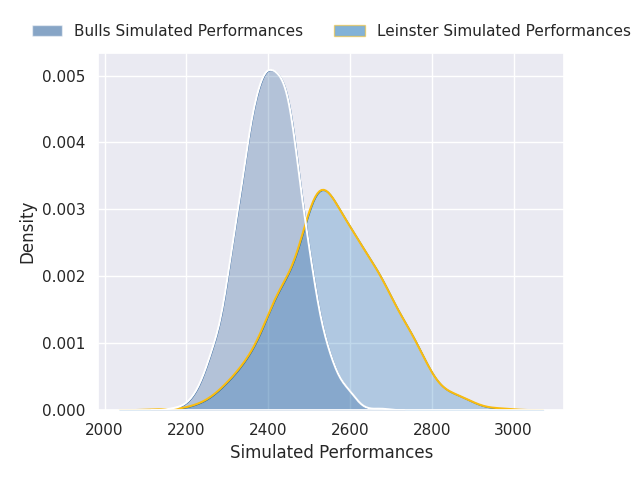 Bulls Simulated Performances
Leinster Simulated Performances
0.005
0.004
0.003
0.002
0.001
0.000
Density
2000 2200 2400 2600 2800 3000
Simulated Performances